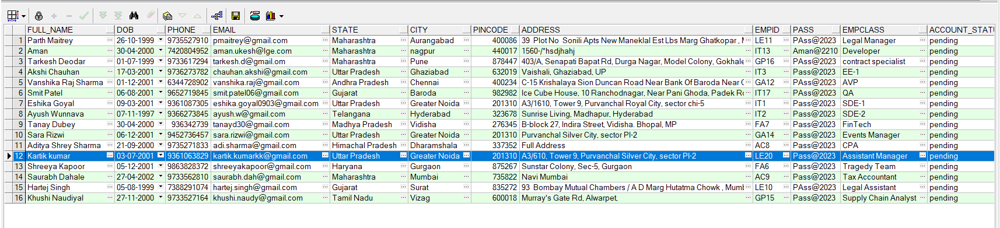 FULL_NAME DOB PHONE EMAIL STATE CITY PINCODE ADDRESS EMPID PASS EMPCLASS ACCOUNT_STATU
1 Parth Maitrey 26-10-1999 9735527910 pmaitrey@gmail.com Maharashtra Aurangabad 400086 39 Plot No Sonili Apts New Maneklal Est Lbs Marg Ghatkopar , M LE11 PAss@2023 Legal Manager pending
2 Aman 30-04-2000 7420804952 aman.ukesh@lge.com Maharashtra nagpur 440017 1560-/*hsdjhahj IT13 Aman@2210 Developer pending
3 Tarkesh Deodar 01-07-1999 9733617294 tarkesh.d@gmail.om Maharashtra Pune 878447 403/A, Senapati Bapat Rd, Durga Nagar, Model Colony, Gokhale GP16 PAss@2023 contract specialist pending
4 Akshi Chauhan 17-03-2001 9736273782 chauhan.akshi@gmail.com Uttar Pradesh Ghaziabad 632019 Vaishali, Ghaziabad, UP IT3 Pass@2023 EE-1 pending
5 Vanshika Raj Sharma 01-12-2001 6344728902 vanshika.raj@gmail.com Andhra Pradesh Chennai 400234 C-15 Krishalaya Sion Duncan Road Near Bank Of Baroda Near C GA12 PAss@2023 AVP pending
6 Smit Patel 06-08-2001 9652719845 smit.patel06@gmail.com Gujarat Baroda 982982 Ice Cube House, 10 Ranchodnagar, Near Pani Ghoda, Padek Ro IT17 PAss@2023 QA pending
7 Eshika Goyal 09-03-2001 9361087305 eshika.goyal0903@gmail.com Uttar Pradesh Greater Noida 201310 A3/1610, Tower 9, Purvanchal Royal City, sector chi-5 IT1 Pass@2023 SDE-1 pending
8 Ayush Wunnava 07-11-1997 9366273845 ayush.w@gmail.com Telangana Hyderabad 323678 Sunrise Living, Madhapur, Hyderabad IT2 Pass@2023 SDE-2 pending
9 Tanay Dubey 30-04-2000 936342739 tanayd30@gmail.com Madhya Pradesh Vidisha 276345 B-block 27, Indira Street, Vidisha. Bhopal, MP FA7 Pass@2023 FinTech pending
10 Sara Rizwi 06-12-2001 9452736457 sara.rizwi@gmail.com Uttar Pradesh Greater Noida 201310 Purvanchal Silver City, sector PI-2 GA14 Pass@2023 Events Manager pending
11 Aditya Shrey Sharma 21-09-2000 9735271833 adi.sharma@gmail.com Himachal Pradesh Dharamshala 337352 Full Address AC8 Pass@2023 CPA pending
12 Kartik kumar 03-07-2001 9361063829 kartik.kumarkk@gmail.com Uttar Pradesh Greater Noida 201310 A3/610, Tower 9, Purvanchal Silver City, sector PI-2 LE20 Pass@2023 Assistant Manager pending
13 Shreeya Kapoor 05-12-2001 9863828372 shreeyakapoor@gmail.com Haryana Gurgaon 875267 Sunstar Colony, Sec-5, Gurgaon FA6 Pass@2023 Tragedy Team pending
14 Saurabh Dahale 27-04-2002 9733562810 saurabh.dah@gmail.com Maharashtra Mumbai 735822 Navi Mumbai AC9 Pass@2023 Tax Accountant pending
15 Hartej Singh 05-08-1999 7388291074 hartej.singh@gmail.com Gujarat Surat 835272 93 Bombay Mutual Chambers / A D Marg Hutatma Chowk , Mumb LE10 PAss@2023 Legal Assistant pending
16 Khushi Naudiyal 27-11-2000 9733527164 khushi.naudy@gmail.com Tamil Nadu Vizag 600018 Murray's Gate Rd, Alwarpet, GP15 PAss@2023 Supply Chain Analyst pending